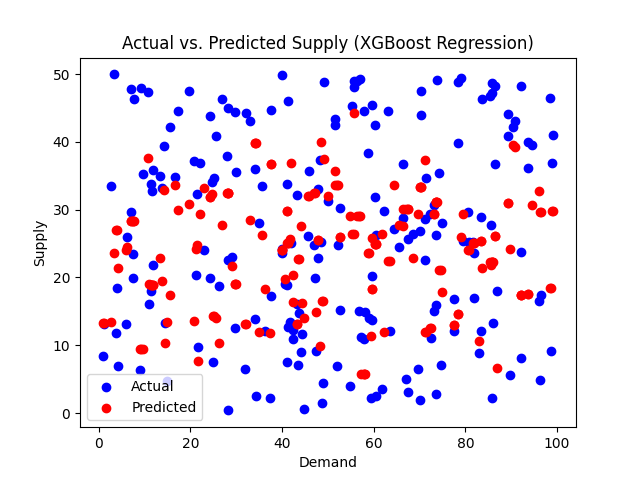 Actual vs. Predicted Supply (XGBoost Regression)
50
40
30
20
10
0
Supply
Actual
Predicted
0 20 40 60 80 100
Demand